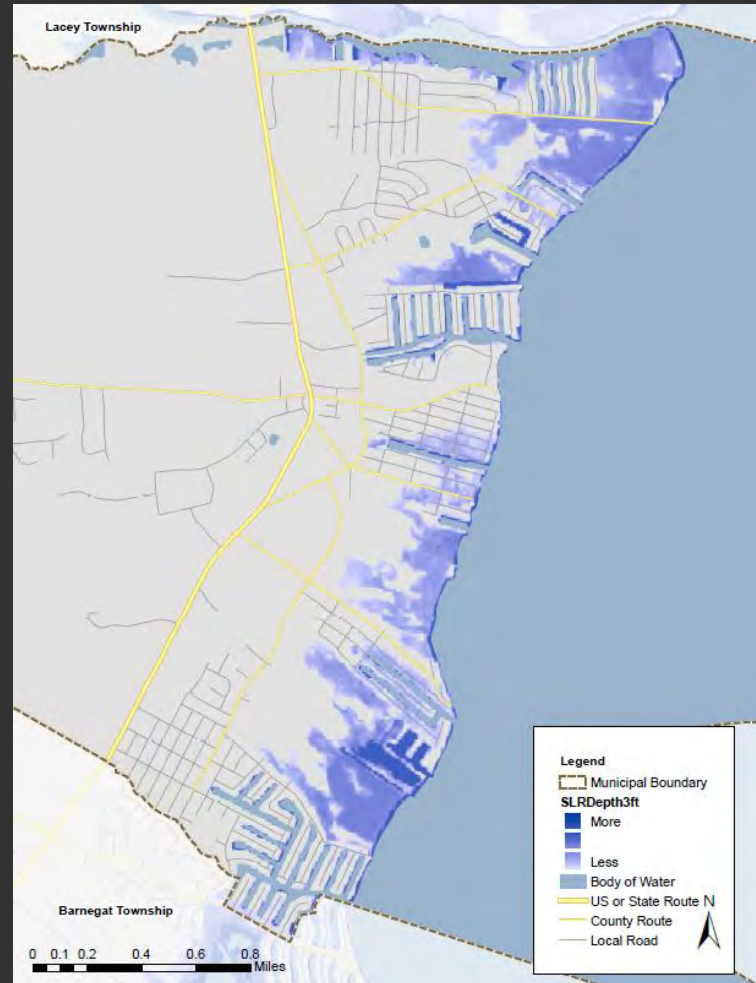 Lacey Township
Legend
Municipal Boundary
SLRDepth3ft
More
Less
Body of Water
US or State Route N
County Route
Local Road
Barnegat Township
0 0.1 0.2 0.4 0.6 0.8
Miles